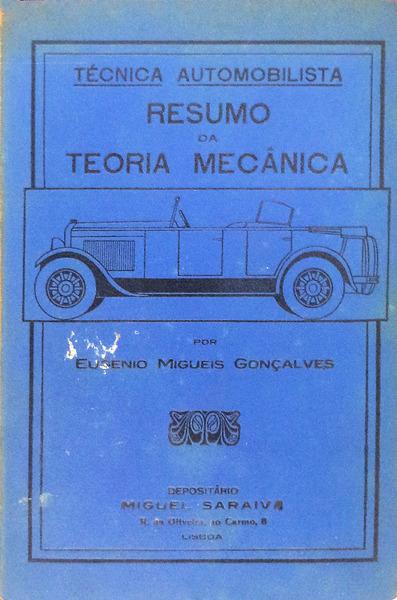 TÉCNICA AUTOMOBILISTA
RESUMO
DA
TEORIA MECÂNICA
POR
EUGENIO MIGUEIS GONÇALVES
DEPOSITÁRIO
MIGUEL SARAIVA
R. da Oliveira, ao Carmo, 8
LISBOA